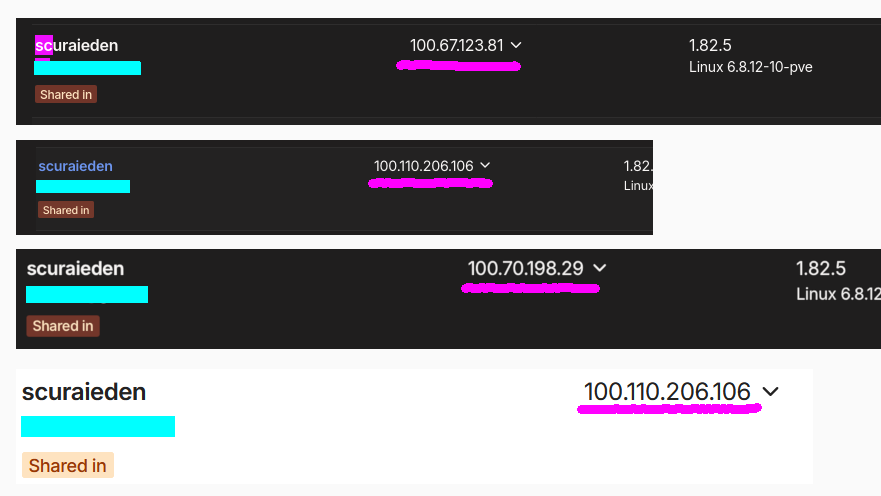 scuraieden 100.67.123.81 1.82.5
Linux 6.8.12-10-pve
Shared in
scuraieden 100.110.206.106 1.82.
Linux
Shared in
scuraieden 100.70.198.29 1.82.5
Linux 6.8.12
Shared in
scuraieden 100.110.206.106
Shared in